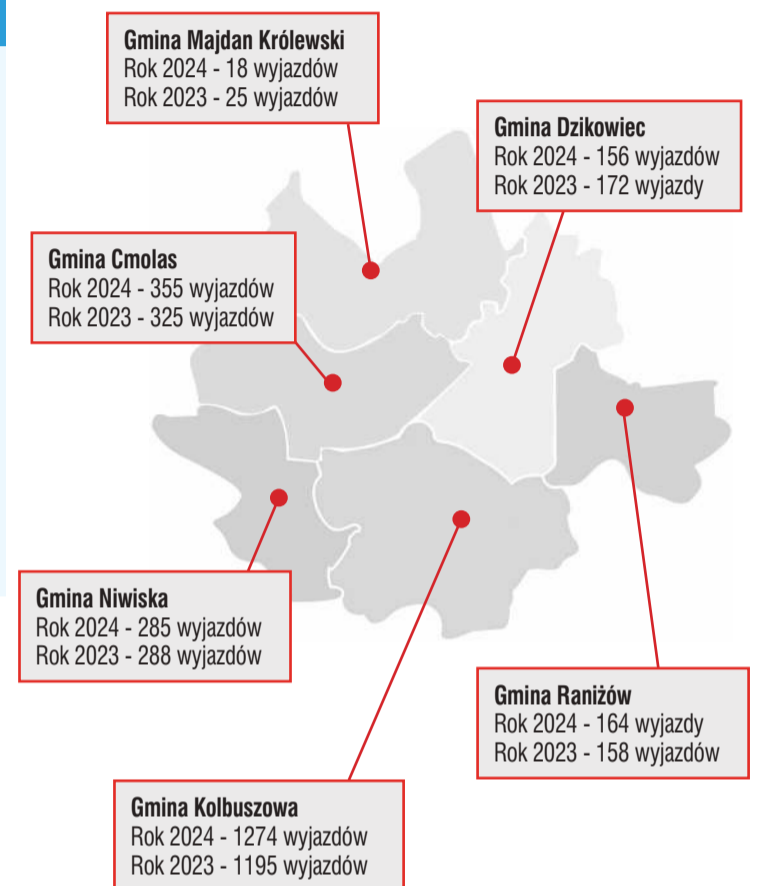 Gmina Majdan Królewski
Rok 2024 - 18 wyjazdów
Rok 2023 - 25 wyjazdów
Gmina Dzikowiec
Rok 2024 - 156 wyjazdów
Rok 2023 - 172 wyjazdy
Gmina Cmolas
Rok 2024 - 355 wyjazdów
Rok 2023 - 325 wyjazdów
Gmina Niwiska
Rok 2024 - 285 wyjazdów
Rok 2023 - 288 wyjazdów
Gmina Raniżów
Rok 2024 - 164 wyjazdy
Rok 2023 - 158 wyjazdów
Gmina Kolbuszowa
Rok 2024 - 1274 wyjazdów
Rok 2023 - 1195 wyjazdów